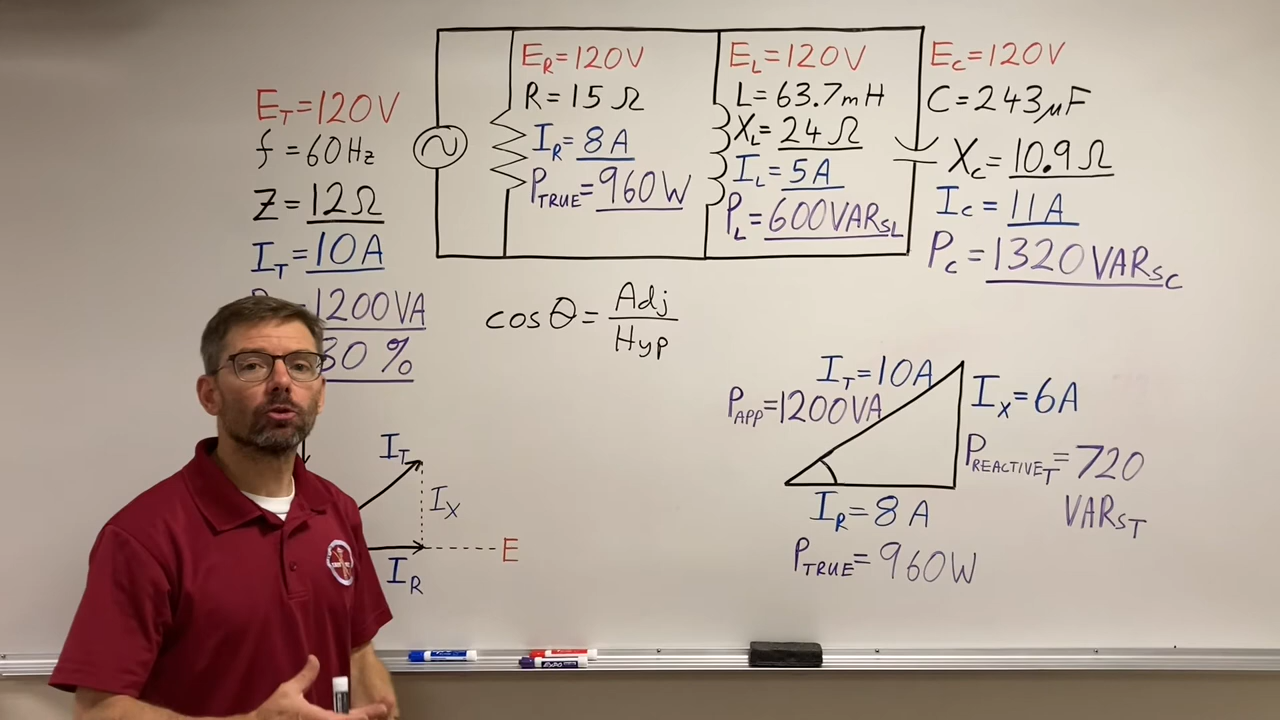 E_T=120V
f=60Hz
Z=12Ω
I_T=10A
1200VA
80%
E_R=120V
R=15Ω
I_R=8A
P_TRUE=960W
E_L=120V
L=63.7mH
X_L=24Ω
I_L=5A
P_L=600VARs_L
E_C=120V
C=243μF
X_C=10.9Ω
I_C=11A
P_C=1320VARs_C
cosθ=Adj/Hyp
I_T
I_X
E
I_R
I_T=10A
P_APP=1200VA
I_X=6A
P_REACTIVE_T=720
VARs_T
I_R=8A
P_TRUE=960W
EXPO